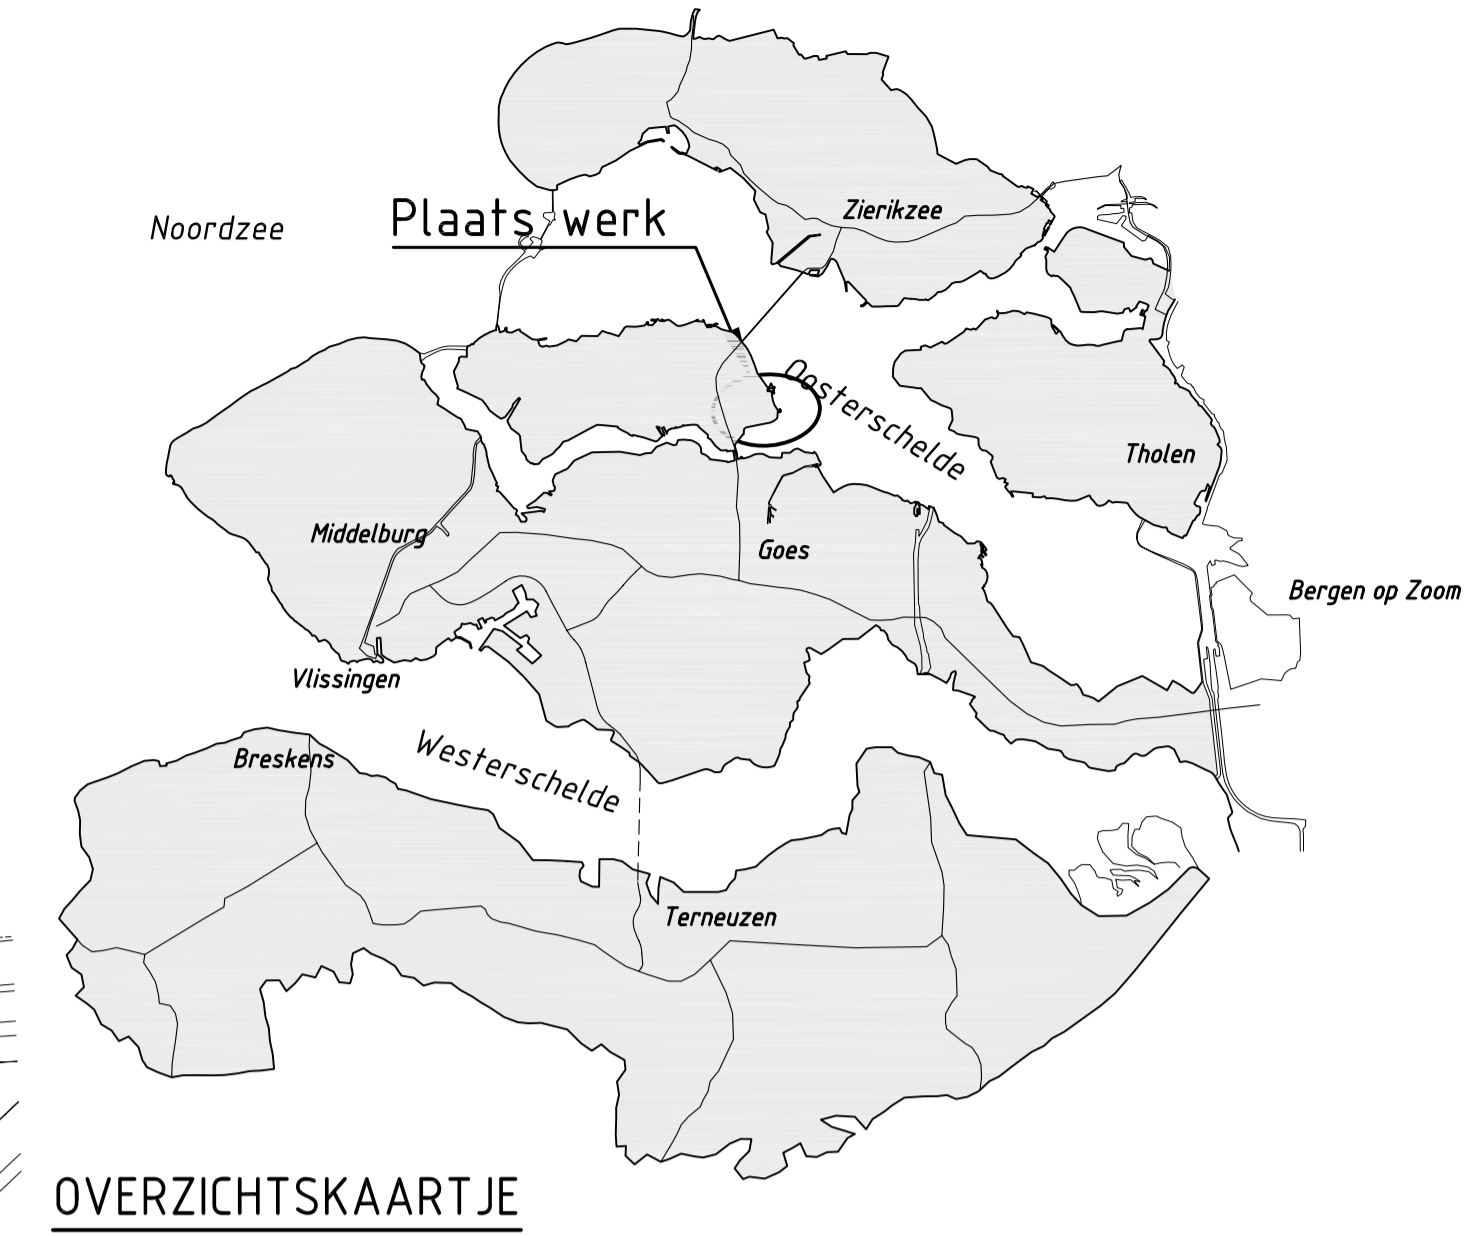 Noordzee
Plaats werk
Zierikzee
Oosterschelde
Tholen
Middelburg
Goes
Bergen op Zoom
Vlissingen
Westerschelde
Breskens
Terneuzen
OVERZICHTSKAARTJE